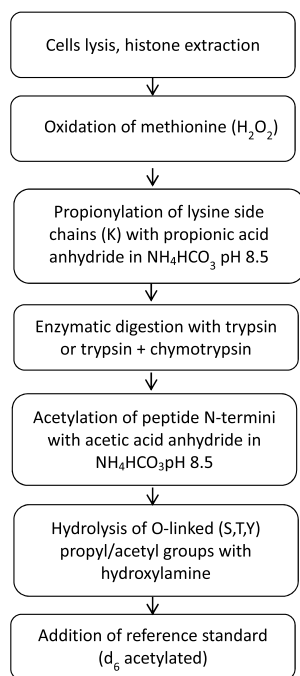 Cells lysis, histone extraction
Oxidation of methionine (H₂O₂)
Propionylation of lysine side
chains (K) with propionic acid
anhydride in NH₄HCO₃ pH 8.5
Enzymatic digestion with trypsin
or trypsin + chymotrypsin
Acetylation of peptide N-termini
with acetic acid anhydride in
NH₄HCO₃pH 8.5
Hydrolysis of O-linked (S,T,Y)
propyl/acetyl groups with
hydroxylamine
Addition of reference standard
(d₆ acetylated)